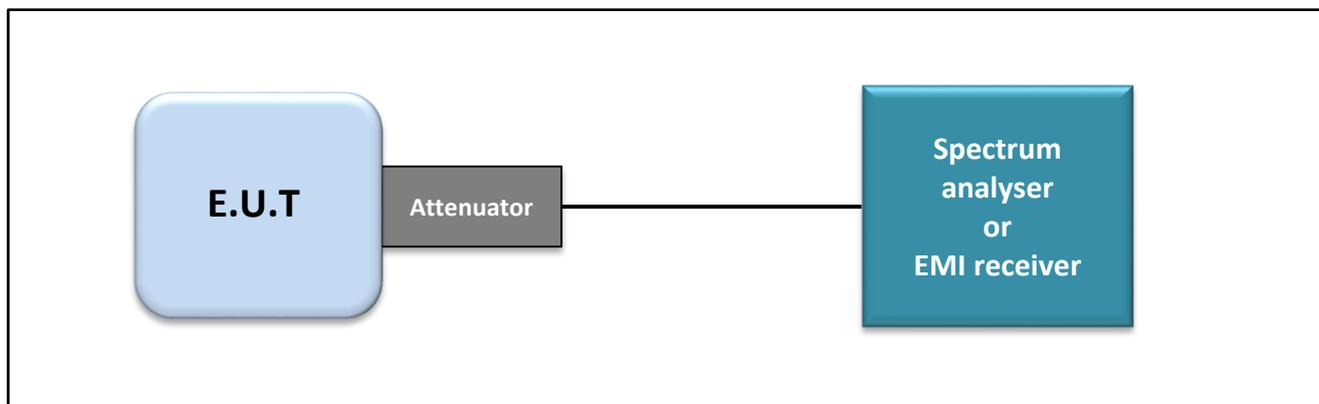 E.U.T
Attenuator
Spectrum
analyser
or
EMI receiver